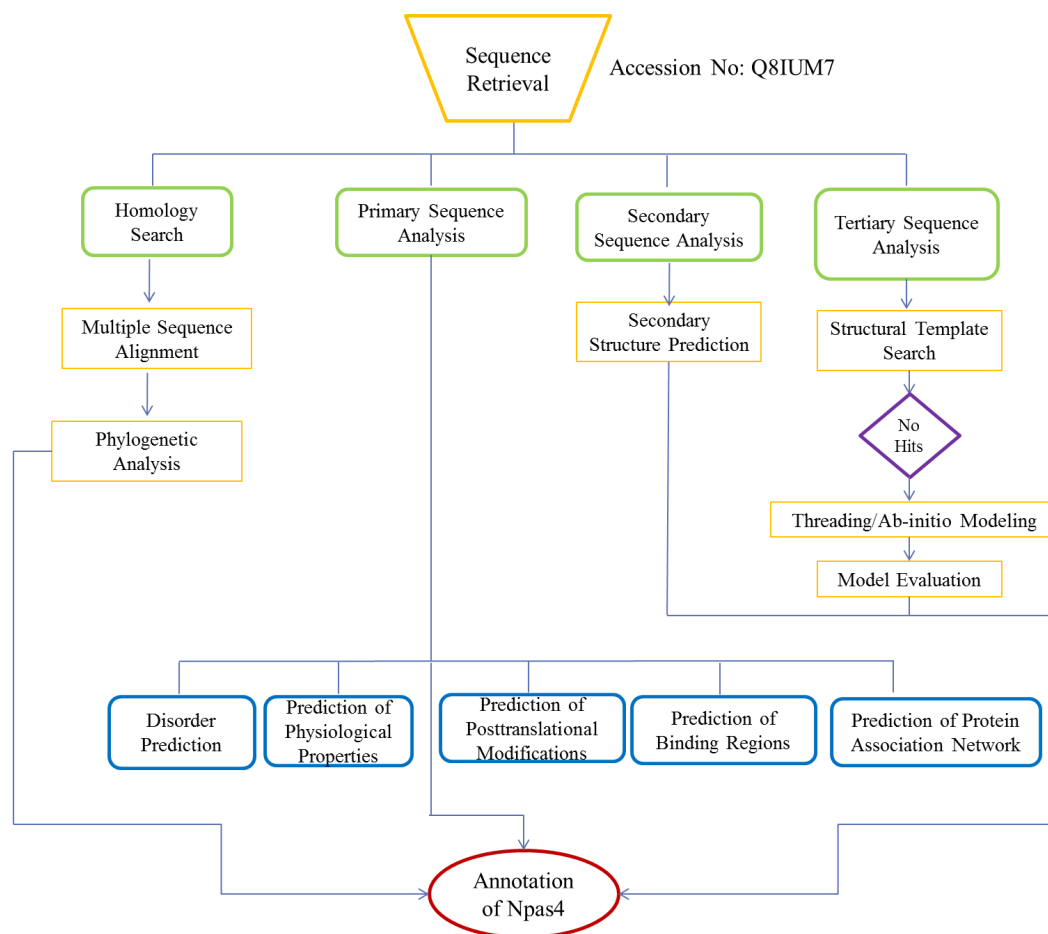 Sequence
Retrieval
Accession No: Q8IUM7
Homology
Search
Primary Sequence
Analysis
Secondary
Sequence Analysis
Tertiary Sequence
Analysis
Multiple Sequence
Alignment
Secondary
Structure Prediction
Structural Template
Search
Phylogenetic
Analysis
No
Hits
Threading/Ab-initio Modeling
Model Evaluation
Disorder
Prediction
Prediction of
Physiological
Properties
Prediction of
Posttranslational
Modifications
Prediction of
Binding Regions
Prediction of Protein
Association Network
Annotation
of Npas4